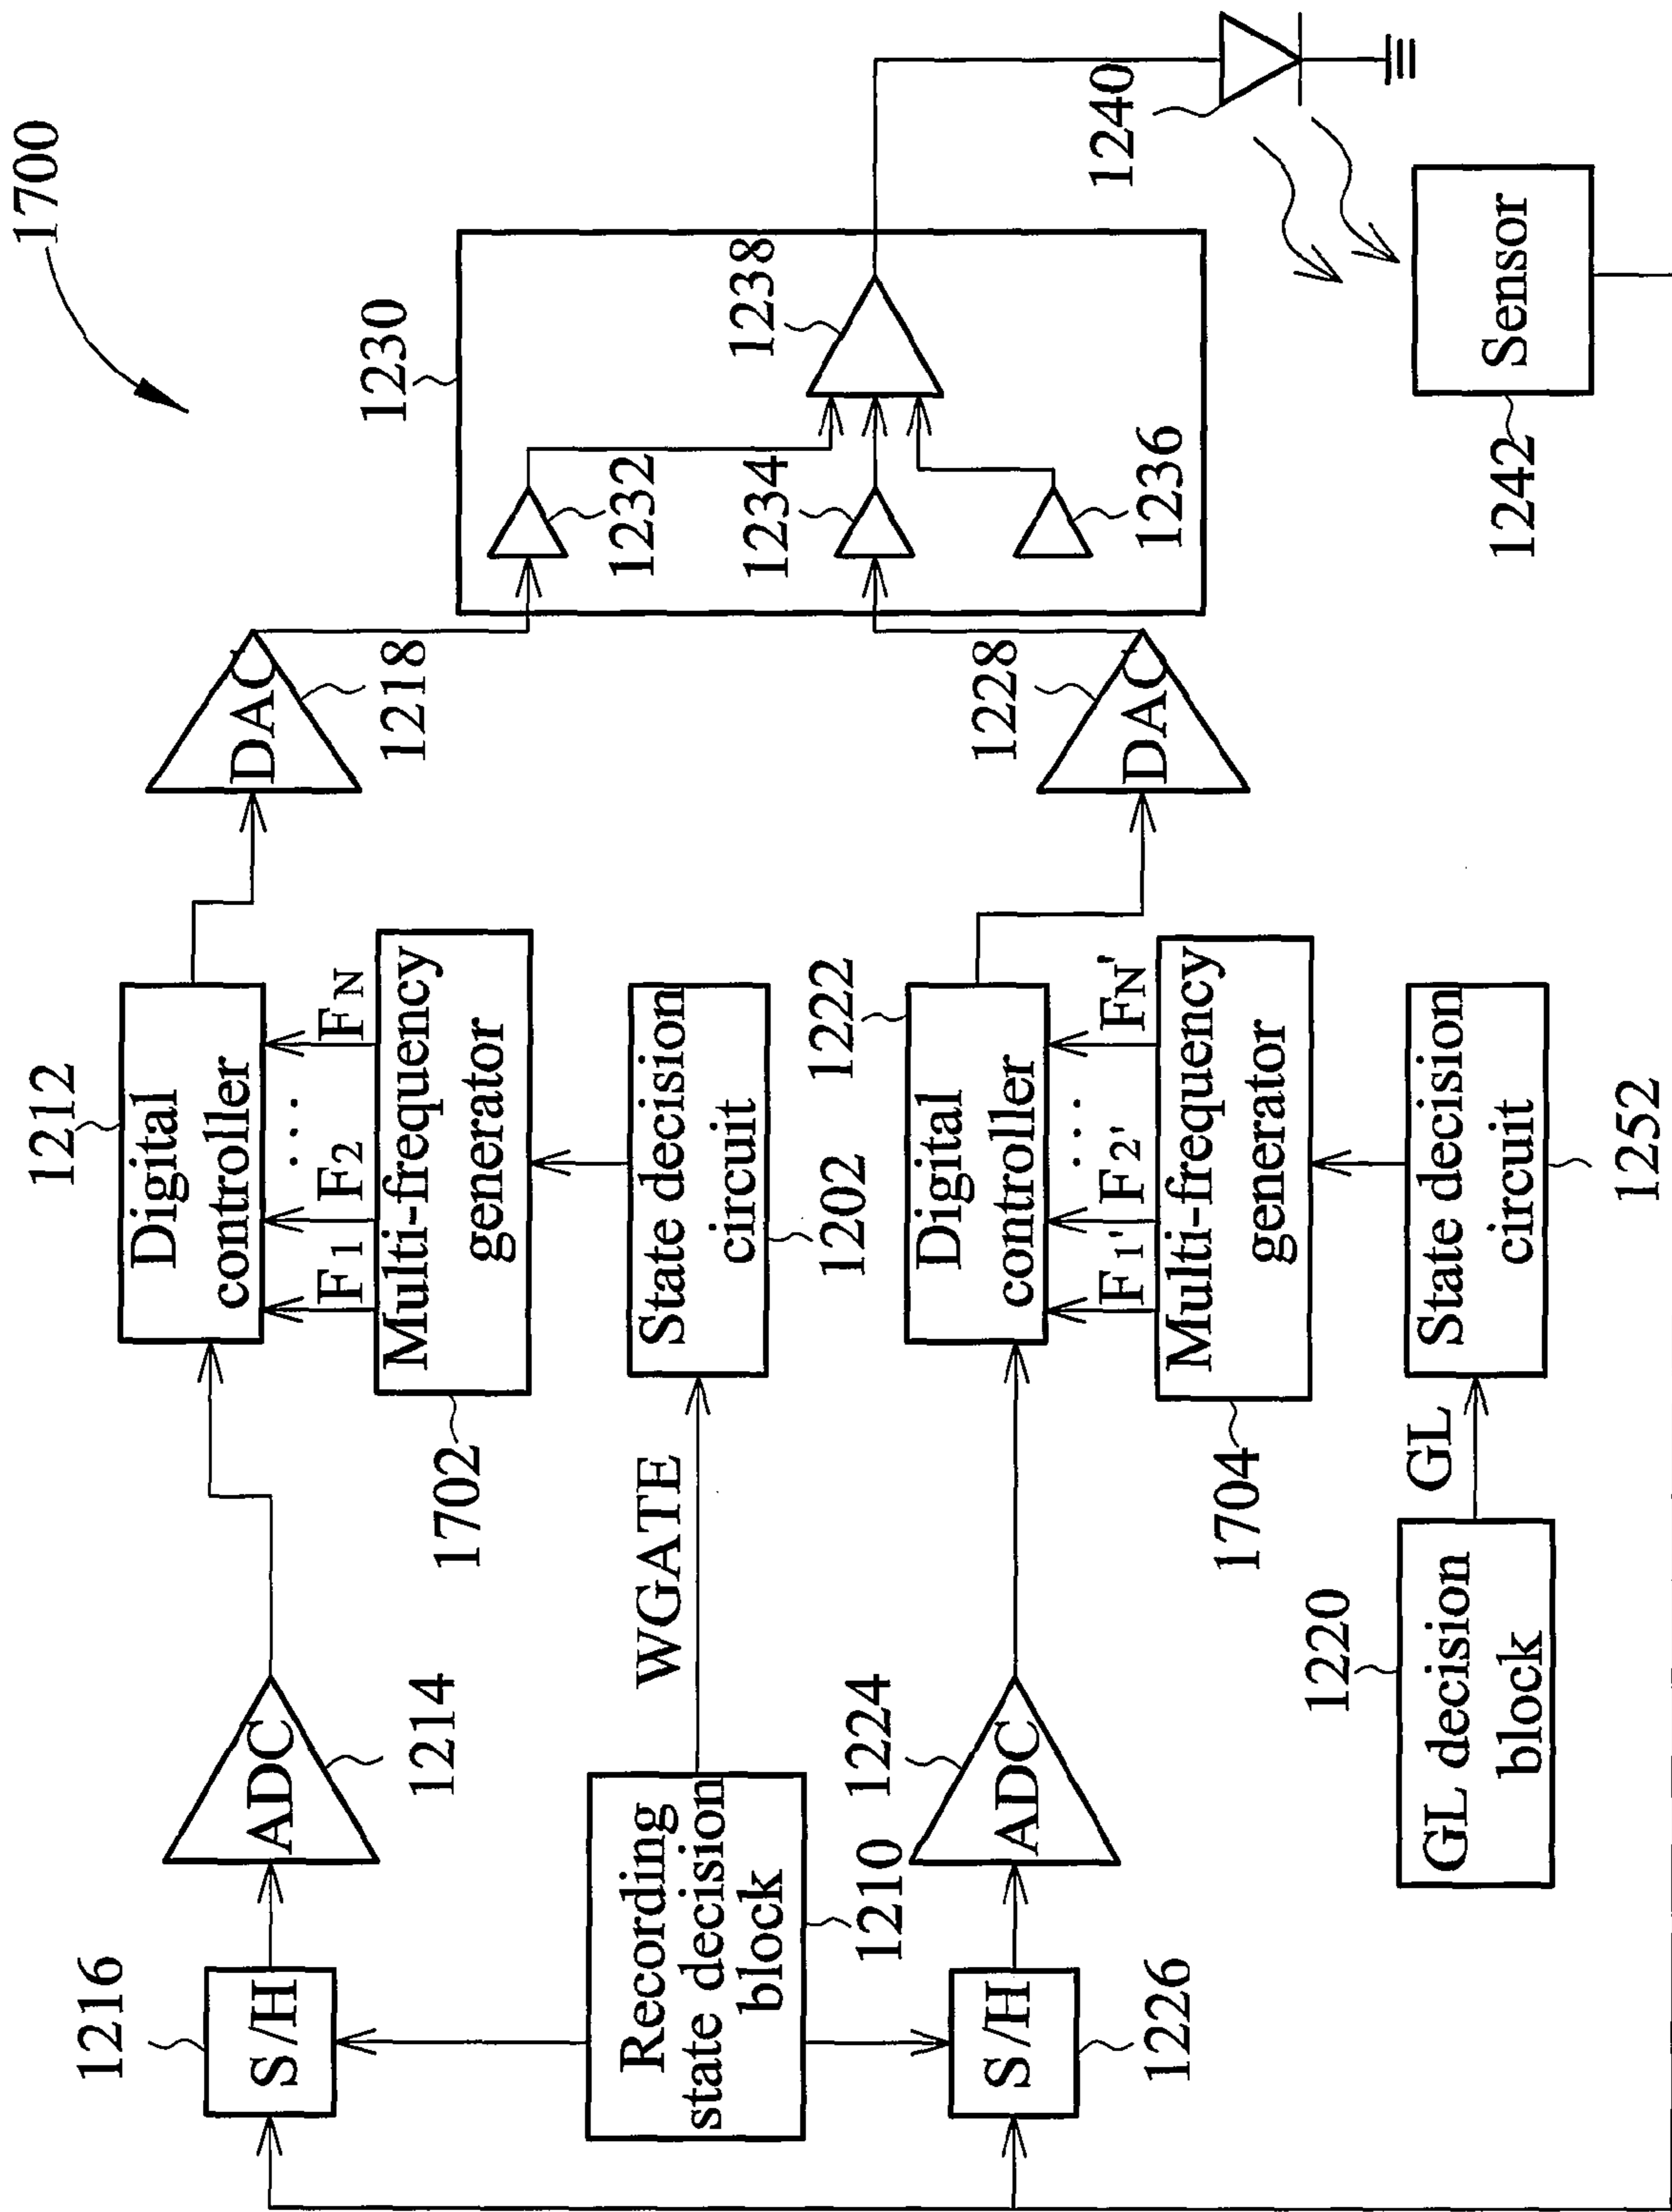 1700
1216
S/H
ADC
1214
1212
Digital
controller
F1
F2
...
FN
Multi-frequency
generator
1702
DAC
1218
1230
1232
1234
1236
1238
1240
Recording
state decision
block
1210
WGATE
State decision
circuit
1202
S/H
1226
ADC
1224
Digital
controller
1222
F1'
F2'
...
FN'
Multi-frequency
generator
1704
DAC
1228
GL decision
block
1220
GL
State decision
circuit
1252
Sensor
1242